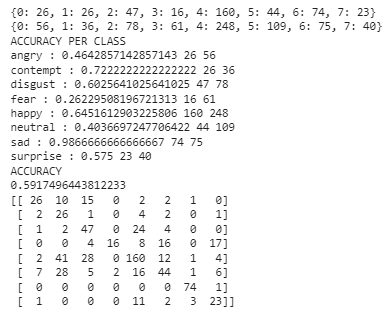 {0: 26, 1: 26, 2: 47, 3: 16, 4: 160, 5: 44, 6: 74, 7: 23}
{0: 56, 1: 36, 2: 78, 3: 61, 4: 248, 5: 109, 6: 75, 7: 40}
ACCURACY PER CLASS
angry : 0.4642857142857143 26 56
contempt : 0.7222222222222222 26 36
disgust : 0.6025641025641025 47 78
fear : 0.26229508196721313 16 61
happy : 0.6451612903225806 160 248
neutral : 0.4036697247706422 44 109
sad : 0.9866666666666667 74 75
surprise : 0.575 23 40
ACCURACY
0.5917496443812233
[[ 26 10 15 0 2 2 1 0]
[ 2 26 1 0 4 2 0 1]
[ 1 2 47 0 24 4 0 0]
[ 0 0 4 16 8 16 0 17]
[ 2 41 28 0 160 12 1 4]
[ 7 28 5 2 16 44 1 6]
[ 0 0 0 0 0 0 74 1]
[ 1 0 0 0 11 2 3 23]]